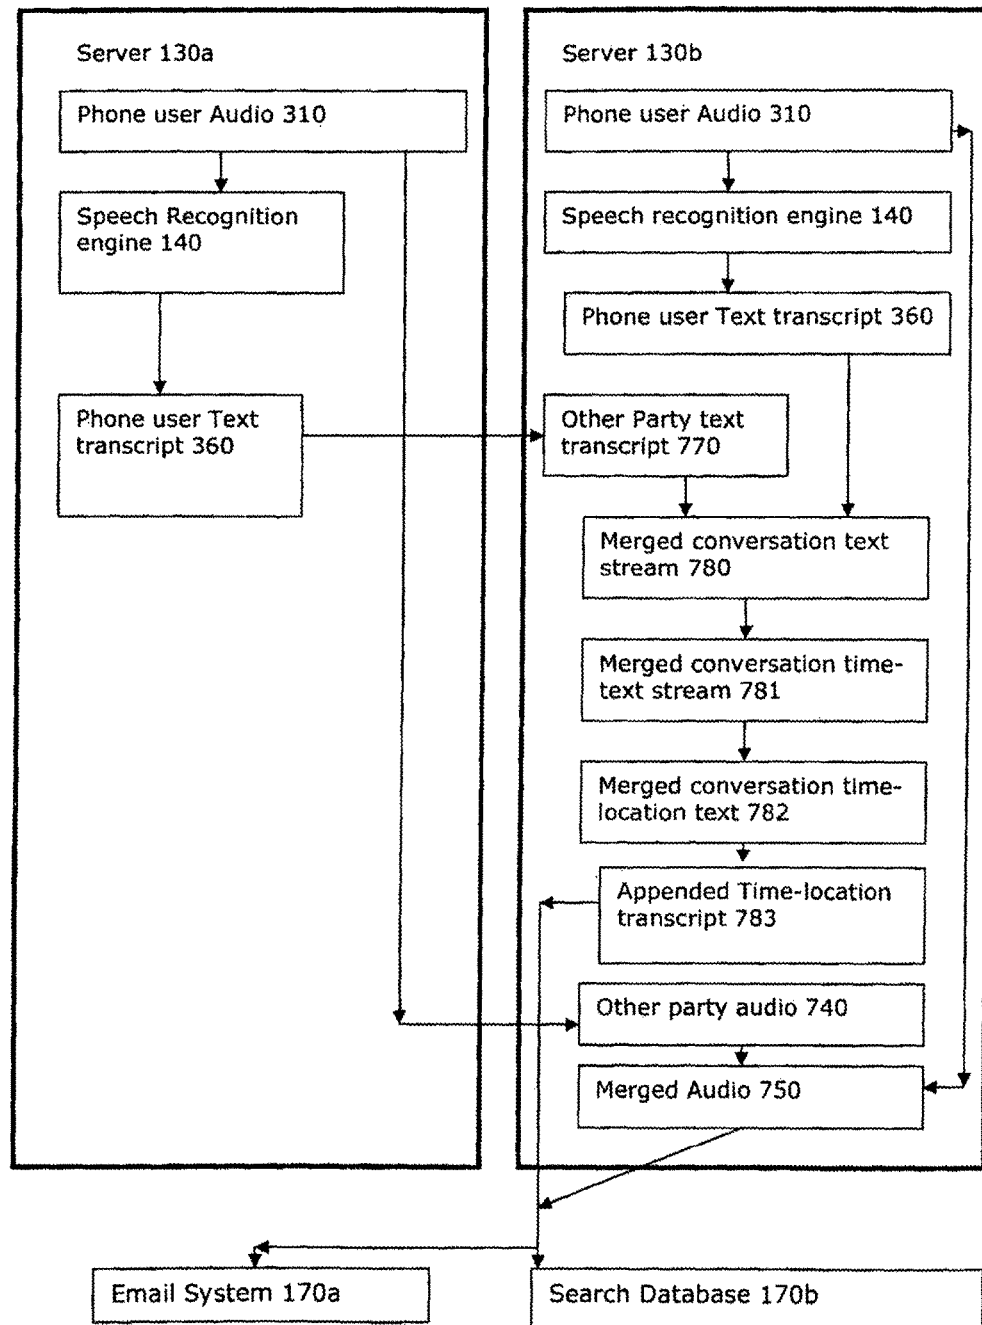 Server 130a
Phone user Audio 310
Speech Recognition
engine 140
Phone user Text
transcript 360
Server 130b
Phone user Audio 310
Speech recognition engine 140
Phone user Text transcript 360
Other Party text
transcript 770
Merged conversation text
stream 780
Merged conversation time-
text stream 781
Merged conversation time-
location text 782
Appended Time-location
transcript 783
Other party audio 740
Merged Audio 750
Email System 170a
Search Database 170b